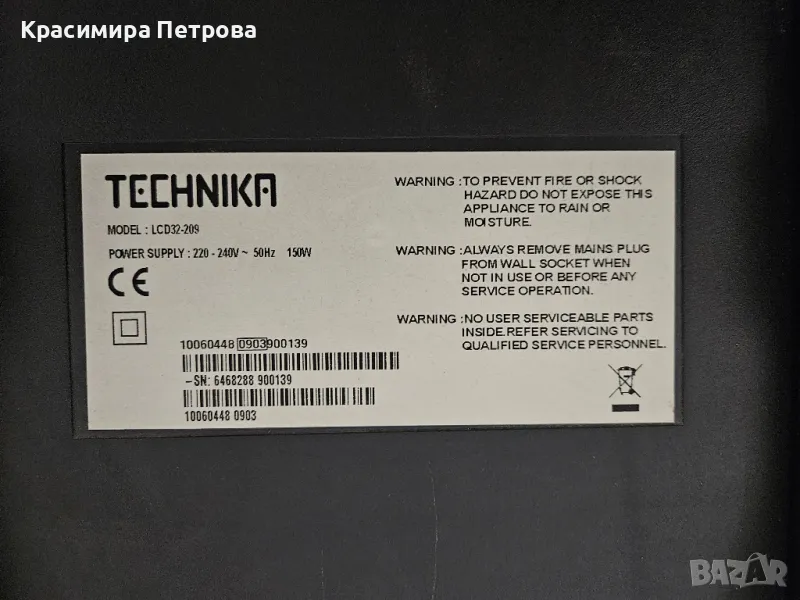 Красимира Петрова
TECHNIKA
MODEL : LCD32-209
POWER SUPPLY : 220 - 240V ~ 50Hz 150W
CE
10060448 0903900139
-SN: 6468288 900139
10060448 0903
WARNING :TO PREVENT FIRE OR SHOCK
HAZARD DO NOT EXPOSE THIS
APPLIANCE TO RAIN OR
MOISTURE.
WARNING :ALWAYS REMOVE MAINS PLUG
FROM WALL SOCKET WHEN
NOT IN USE OR BEFORE ANY
SERVICE OPERATION.
WARNING :NO USER SERVICEABLE PARTS
INSIDE.REFER SERVICING TO
QUALIFIED SERVICE PERSONNEL.
BAZAR